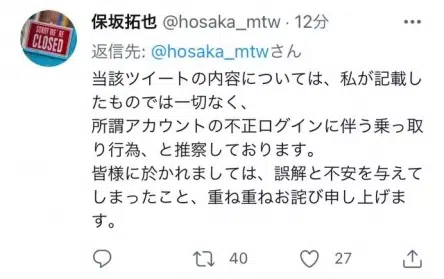 SORRY WE'RE
CLOSED
保坂拓也 @hosaka_mtw · 12分
返信先: @hosaka_mtwさん
当該ツイートの内容については、私が記載し
たものでは一切なく、
所謂アカウントの不正ログインに伴う乗っ取
り行為、と推察しております。
皆様に於かれましては、誤解と不安を与えて
しまったこと、重ね重ねお詫び申し上げま
す。
40
27